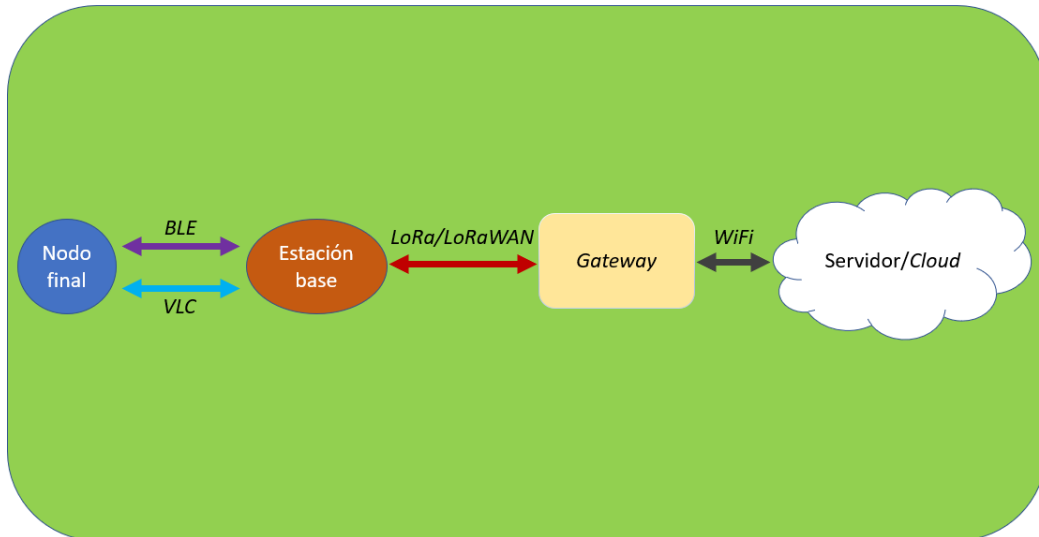 Nodo
final
BLE
VLC
Estación
base
LoRa/LoRaWAN
Gateway
WiFi
Servidor/Cloud